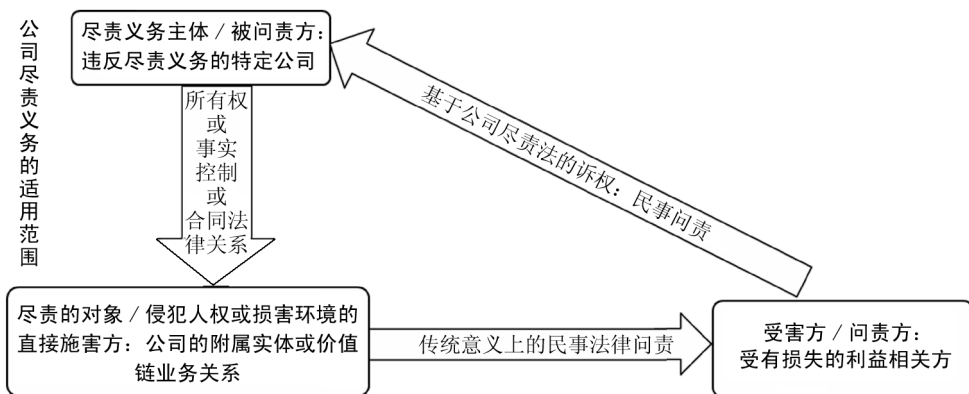 公司尽责义务的适用范围
尽责义务主体/被问责方：
违反尽责义务的特定公司
所有权
或
事实
控制
或
合同法
律关系
基于公司尽责法的诉权：民事问责
尽责的对象/侵犯人权或损害环境的
直接施害方：公司的附属实体或价值
链业务关系
传统意义上的民事法律问责
受害方/问责方：
受有损失的利益相关方